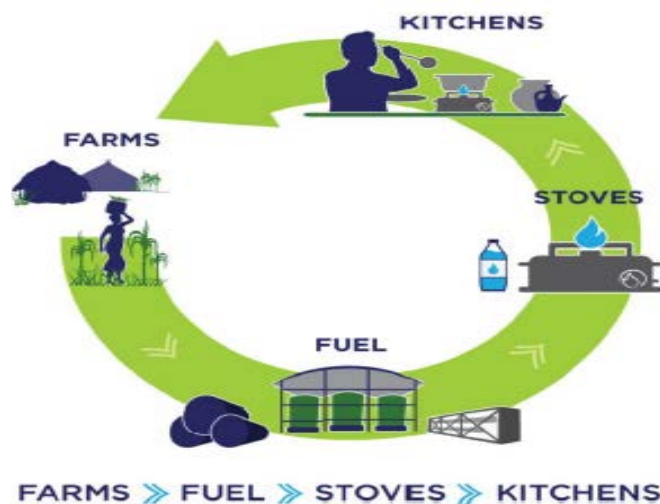 KITCHENS
FARMS
STOVES
FUEL
FARMS » FUEL » STOVES » KITCHENS